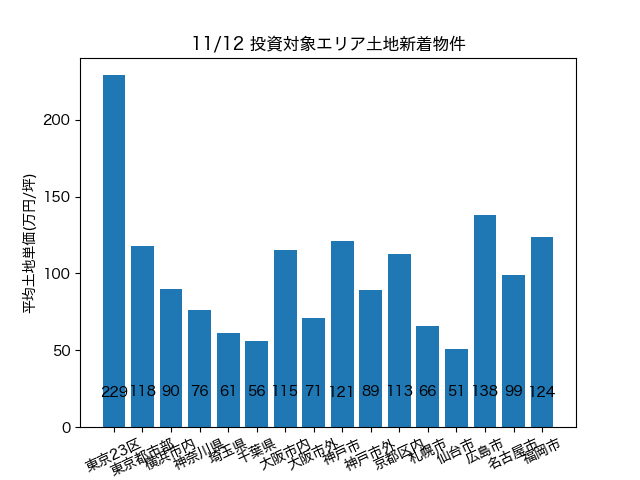 11/12 投資対象エリア土地新着物件
平均土地単価(万円/坪)
200
150
100
50
0
229 118 90 76 61 56 115 71 121 89 113 66 51 138 99 124
東京23区
東京都市部
横浜市内
神奈川県
埼玉県
千葉県
大阪市内
大阪市外
神戸市
神戸市外
京都区内
札幌市
仙台市
広島市
名古屋市
福岡市